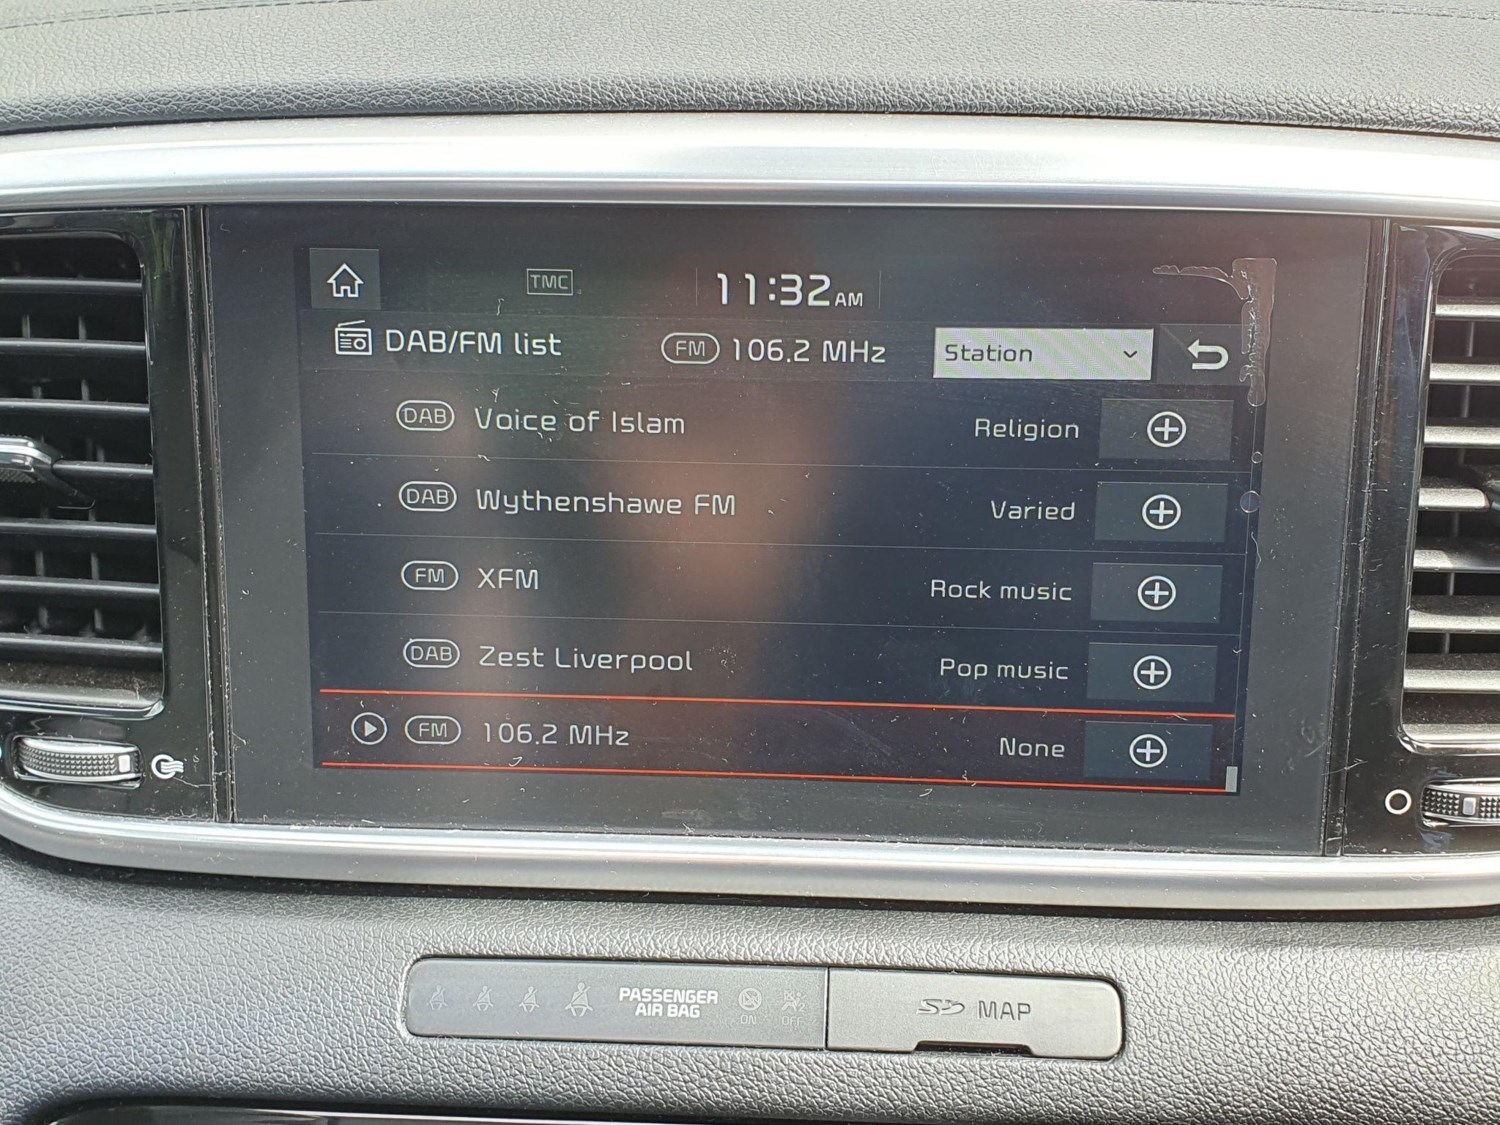 TMC
11:32 AM
DAB/FM list FM 106.2 MHz Station
DAB Voice of Islam Religion
DAB Wythenshawe FM Varied
FM XFM Rock music
DAB Zest Liverpool Pop music
FM 106.2 MHz None
PASSENGER
AIR BAG
ON OFF
SD MAP